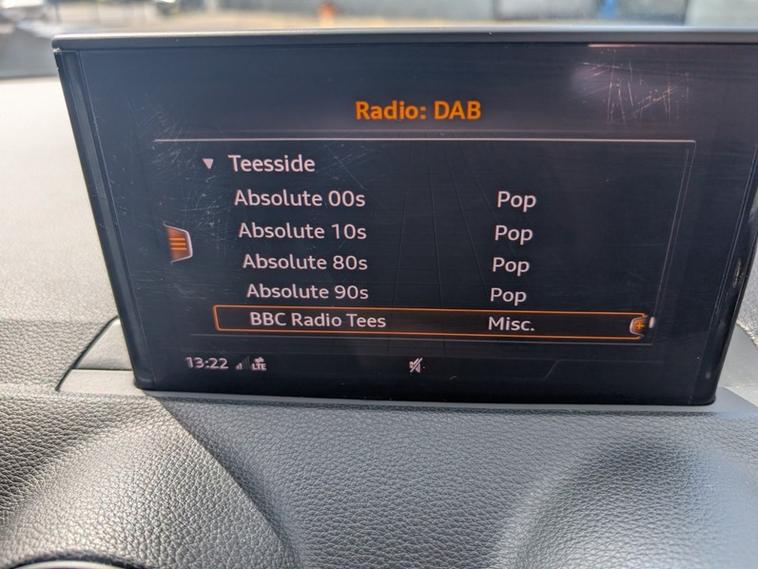 Radio: DAB
Teesside
Absolute 00s Pop
Absolute 10s Pop
Absolute 80s Pop
Absolute 90s Pop
BBC Radio Tees Misc.
13:22 LTE